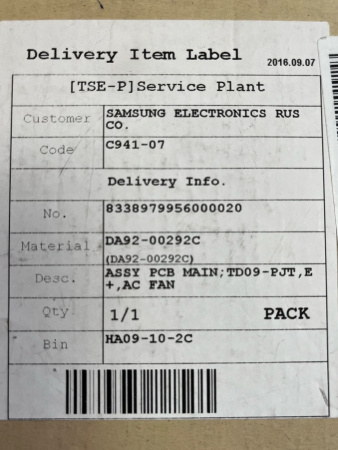 Delivery Item Label 2016.09.07
[TSE-P]Service Plant
Customer SAMSUNG ELECTRONICS RUS
CO.
Code C941-07
Delivery Info.
No. 8338979956000020
Material DA92-00292C
(DA92-00292C)
Desc. ASSY PCB MAIN;TD09-PJT,E
+,AC FAN
Qty 1/1 PACK
Bin HA09-10-2C